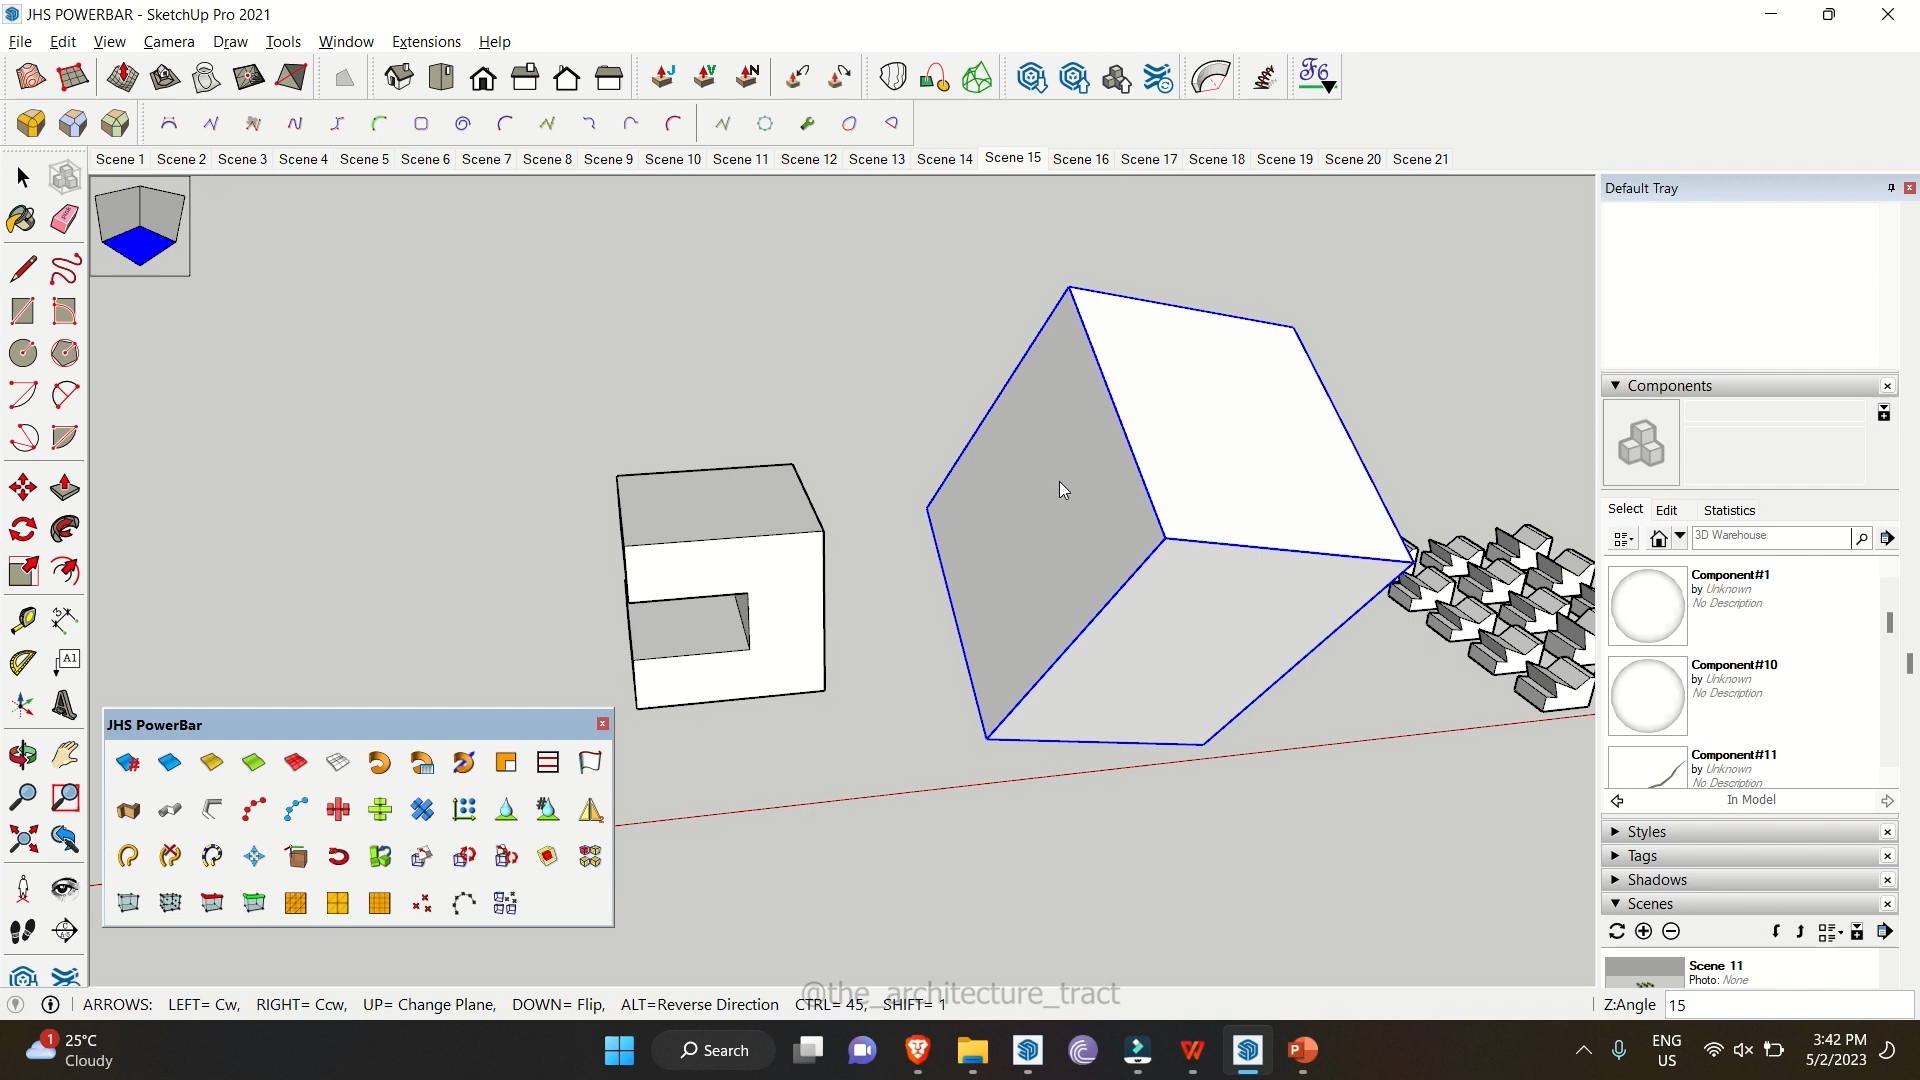 JHS POWERBAR - SketchUp Pro 2021
File Edit View Camera Draw Tools Window Extensions Help
J V N F6
Scene 1 Scene 2 Scene 3 Scene 4 Scene 5 Scene 6 Scene 7 Scene 8 Scene 9 Scene 10 Scene 11 Scene 12 Scene 13 Scene 14 Scene 15 Scene 16 Scene 17 Scene 18 Scene 19 Scene 20 Scene 21
Default Tray
Components
Select Edit Statistics
3D Warehouse
Component#1
by Unknown
No Description
Component#10
by Unknown
No Description
Component#11
by Unknown
No Description
In Model
Styles
Tags
Shadows
Scenes
Scene 11
Photo: None
A1
JHS PowerBar
@the_architecture_tract
ARROWS: LEFT= Cw, RIGHT= Ccw, UP= Change Plane, DOWN= Flip, ALT=Reverse Direction CTRL= 45, SHIFT= 1
Z:Angle 15
1
25°C
Cloudy
Search
ENG
US
3:42 PM
5/2/2023